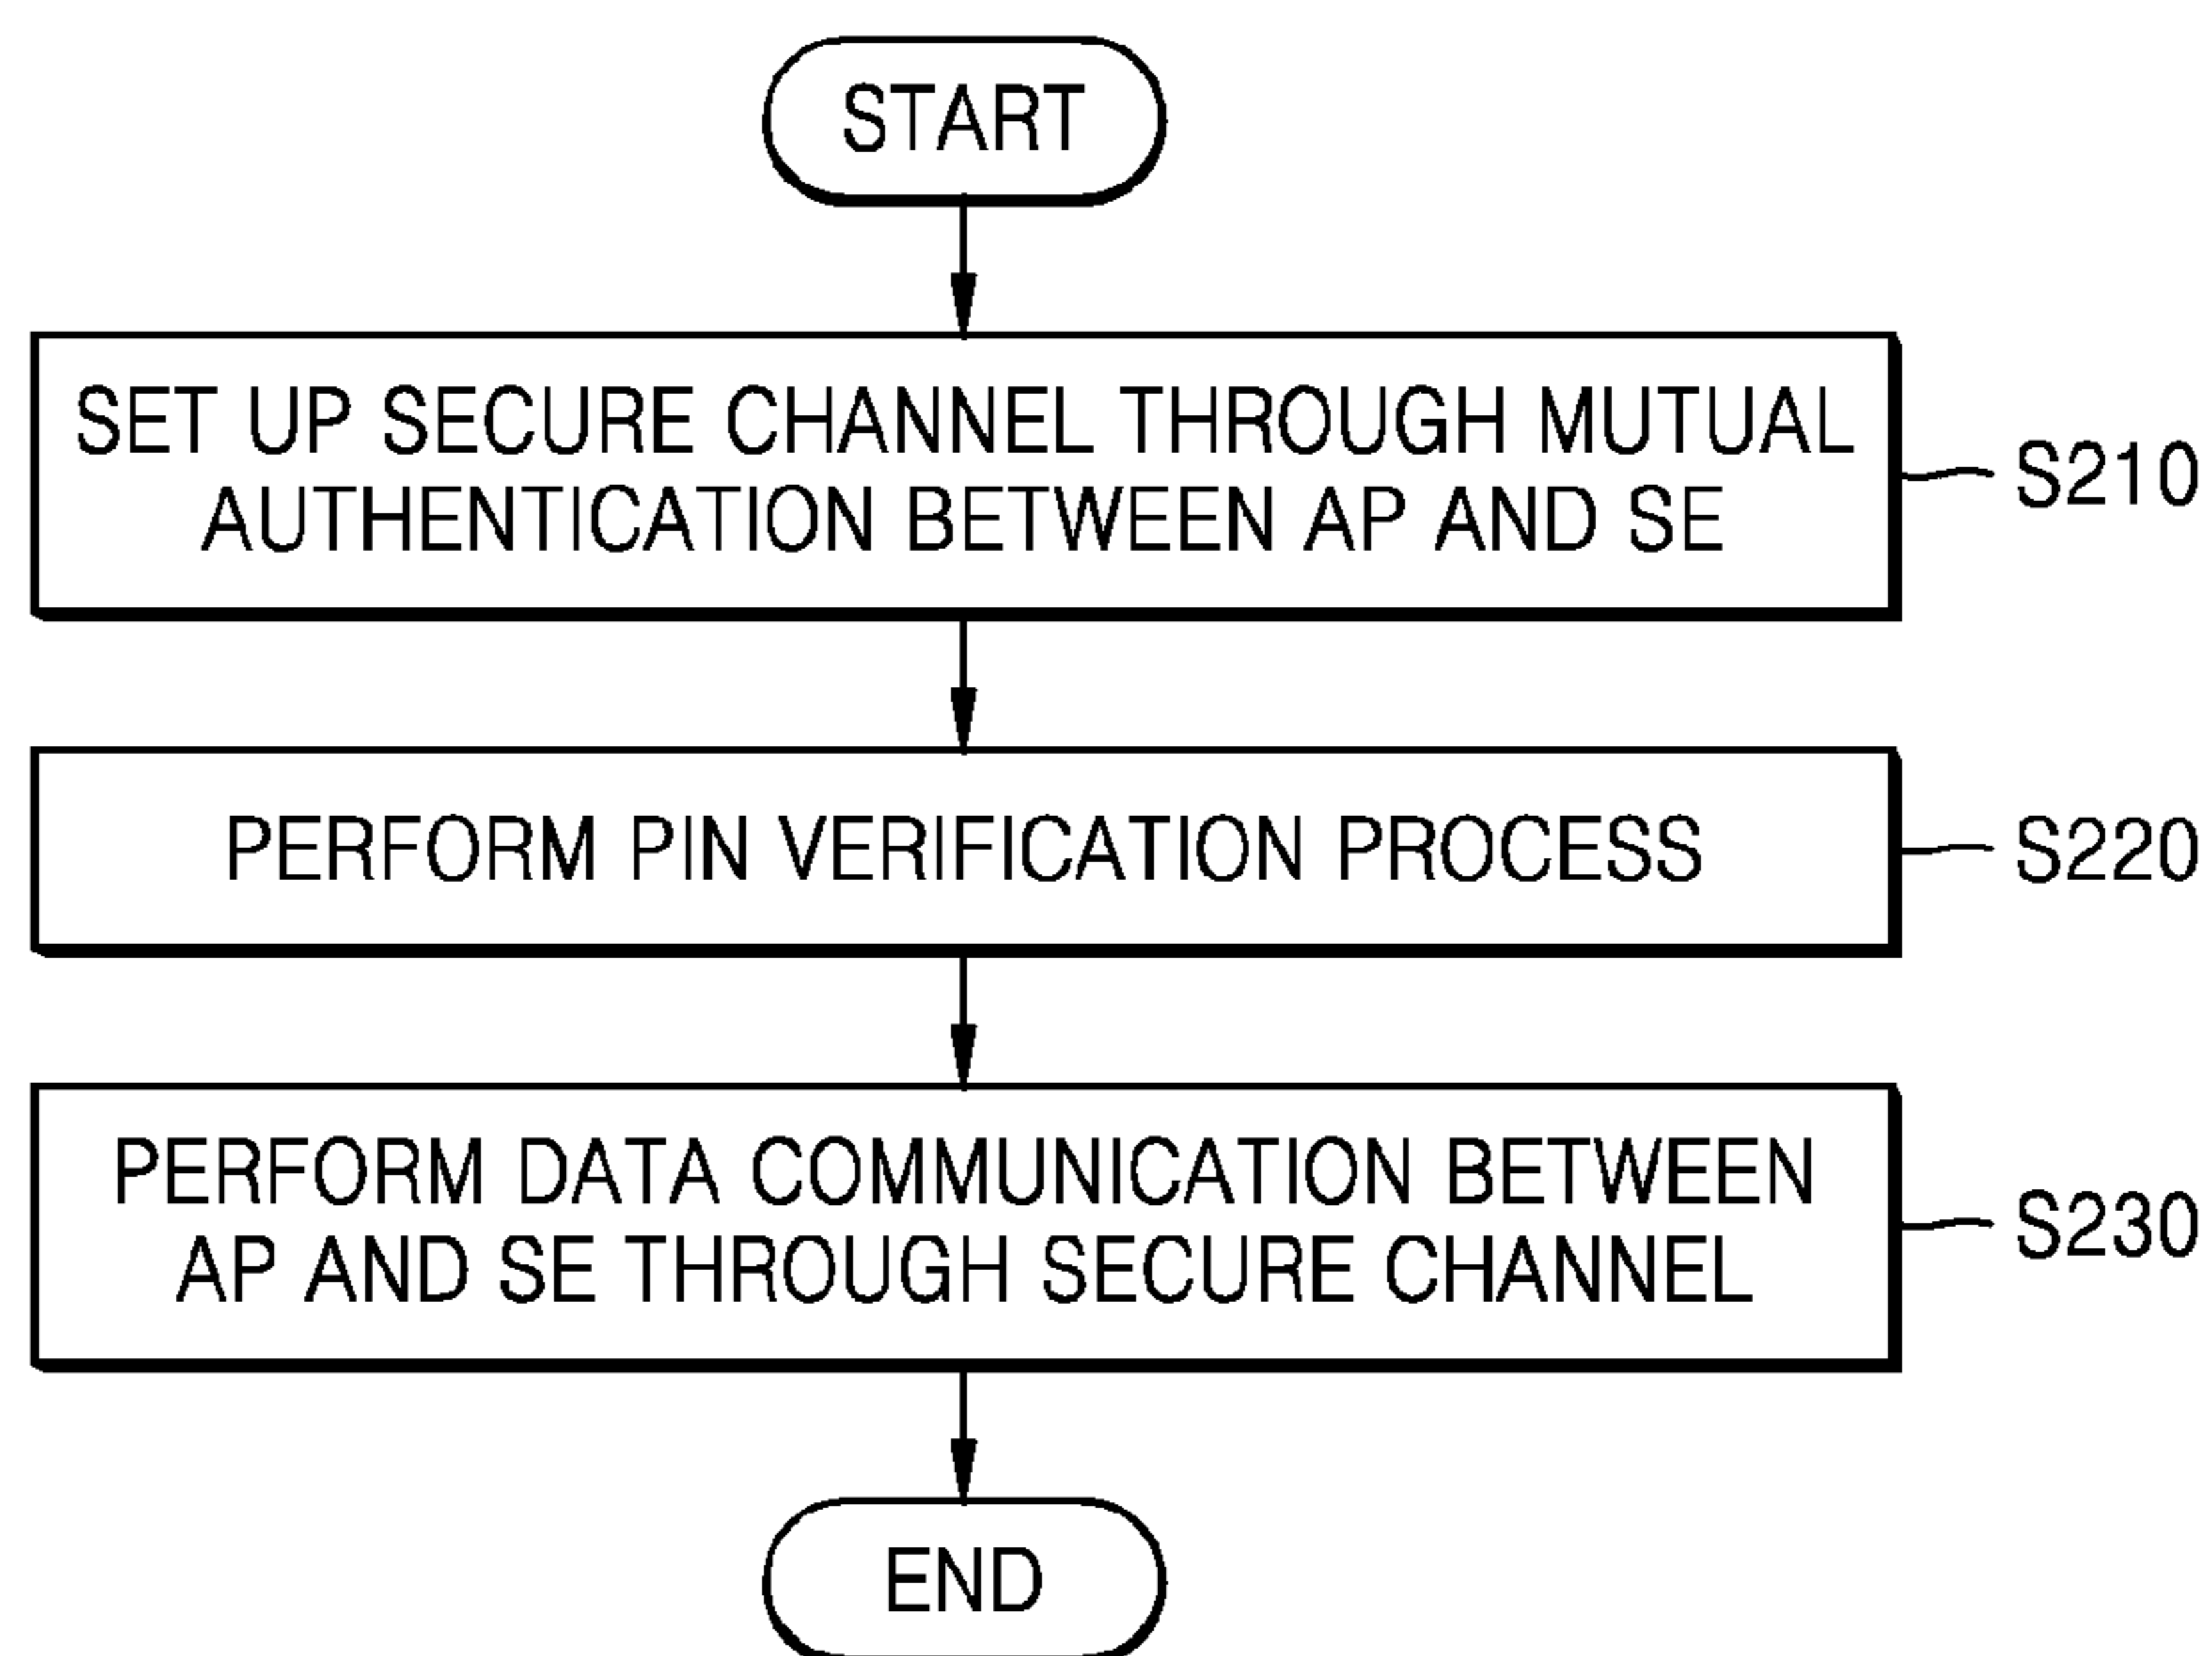 START
SET UP SECURE CHANNEL THROUGH MUTUAL
AUTHENTICATION BETWEEN AP AND SE
S210
PERFORM PIN VERIFICATION PROCESS
S220
PERFORM DATA COMMUNICATION BETWEEN
AP AND SE THROUGH SECURE CHANNEL
S230
END